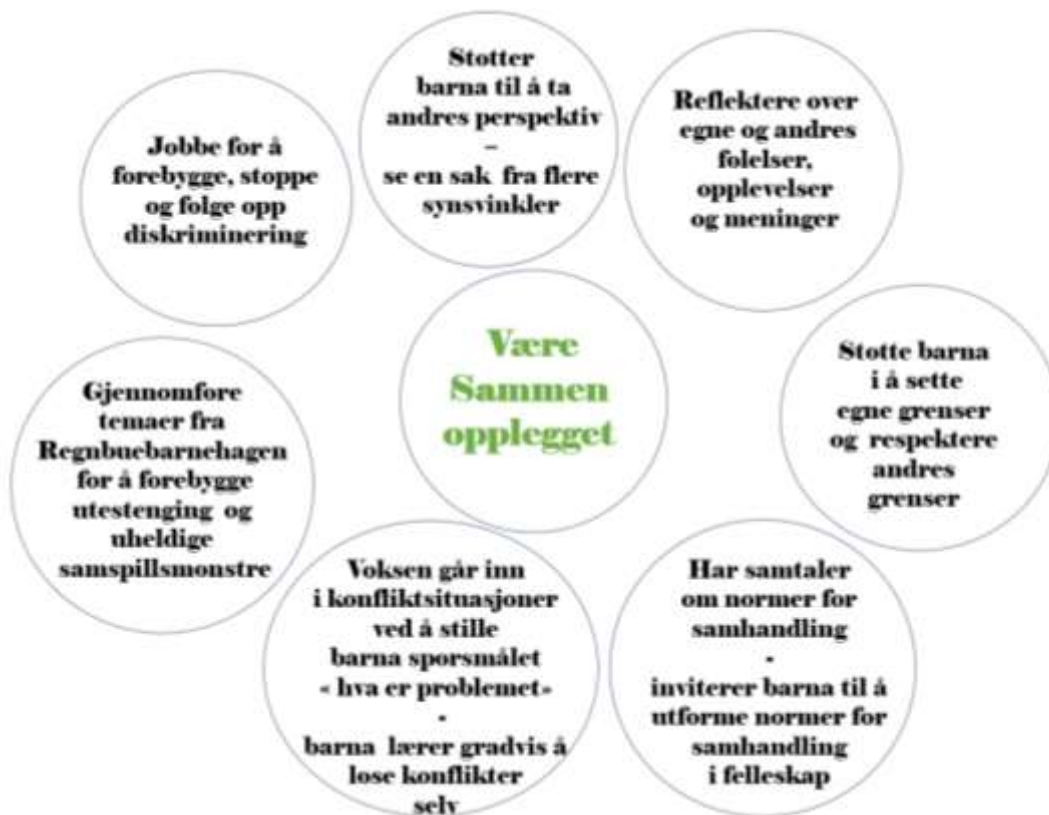 Stotter
barna til å ta
andres perspektiv
–
se en sak fra flere
synsvinkler
Reflektere over
egne og andres
folelser,
opplevelser
og meninger
Jobbe for å
forebygge, stoppe
og folge opp
diskriminering
Være
Sammen
opplegget
Stotte barna
i å sette
egne grenser
og respektere
andres
grenser
Gjennomfore
temaer fra
Regnbuebarnehagen
for å forebygge
utestenging og
uheldige
samspillsmonstre
Voksen går inn
i konfliktsituasjoner
ved å stille
barna sporsmålet
« hva er problemet»
-
barna lærer gradvis å
lose konflikter
selv
Har samtaler
om normer for
samhandling
-
inviterer barna til å
utforme normer for
samhandling
i felleskap